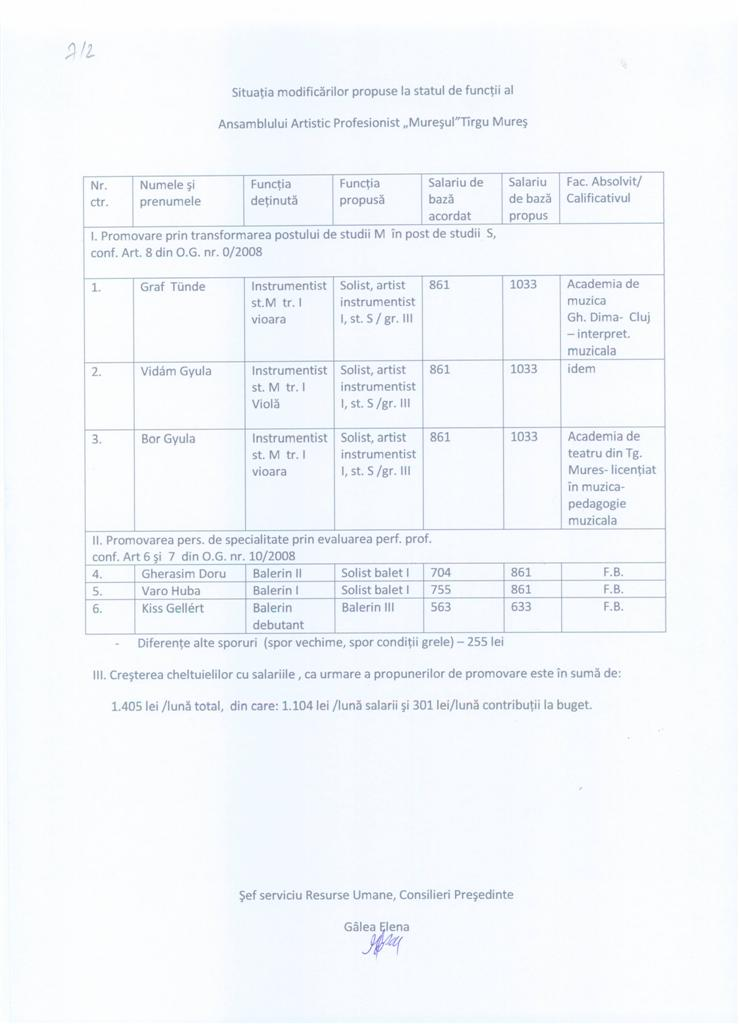 7/2
Situația modificărilor propuse la statul de funcții al
Ansamblului Artistic Profesionist „Mureșul"Tîrgu Mureș
Nr. ctr. | Numele și prenumele | Funcția deținută | Funcția propusă | Salariu de bază acordat | Salariu de bază propus | Fac. Absolvit/ Calificativul
I. Promovare prin transformarea postului de studii M în post de studii S,
conf. Art. 8 din O.G. nr. 0/2008
1. | Graf Tünde | Instrumentist st.M tr. I vioara | Solist, artist instrumentist I, st. S / gr. III | 861 | 1033 | Academia de muzica Gh. Dima- Cluj – interpret. muzicala
2. | Vidám Gyula | Instrumentist st. M tr. I Violă | Solist, artist instrumentist I, st. S /gr. III | 861 | 1033 | idem
3. | Bor Gyula | Instrumentist st. M tr. I vioara | Solist, artist instrumentist I, st. S /gr. III | 861 | 1033 | Academia de teatru din Tg. Mures- licențiat în muzica- pedagogie muzicala
II. Promovarea pers. de specialitate prin evaluarea perf. prof.
conf. Art 6 și 7 din O.G. nr. 10/2008
4. | Gherasim Doru | Balerin II | Solist balet I | 704 | 861 | F.B.
5. | Varo Huba | Balerin I | Solist balet I | 755 | 861 | F.B.
6. | Kiss Gellért | Balerin debutant | Balerin III | 563 | 633 | F.B.
- Diferențe alte sporuri (spor vechime, spor condiții grele) – 255 lei
III. Creșterea cheltuielilor cu salariile , ca urmare a propunerilor de promovare este în sumă de:
1.405 lei /lună total, din care: 1.104 lei /lună salarii și 301 lei/lună contribuții la buget.
Șef serviciu Resurse Umane, Consilieri Președinte
Gâlea Elena